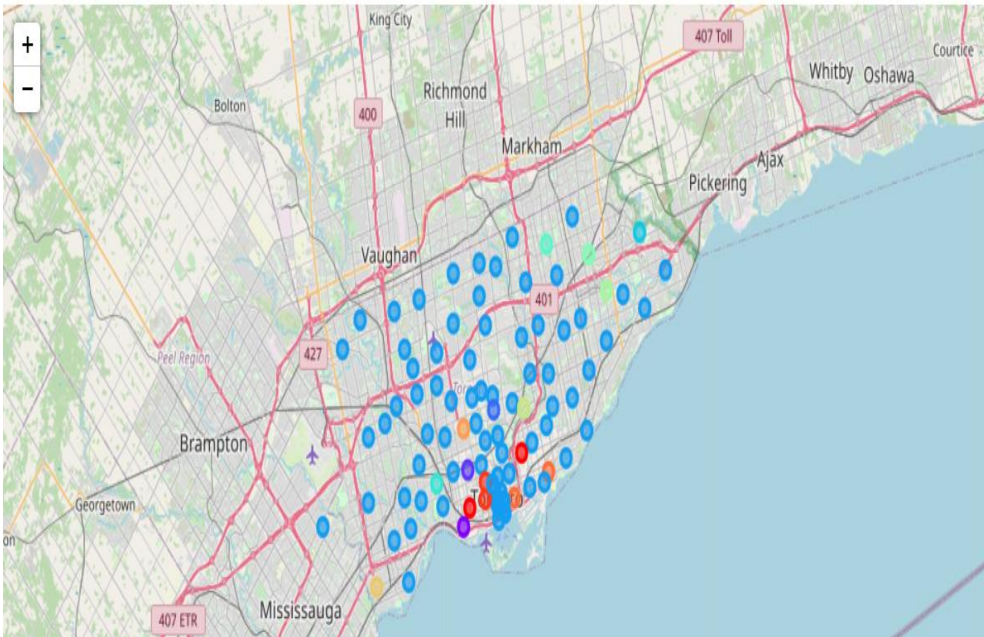 +
−
King City
407 Toll
Courtice
Whitby
Oshawa
Bolton
400
Richmond
Hill
Markham
Ajax
Pickering
Vaughan
401
427
Peel Region
Brampton
Georgetown
Mississauga
407 ETR